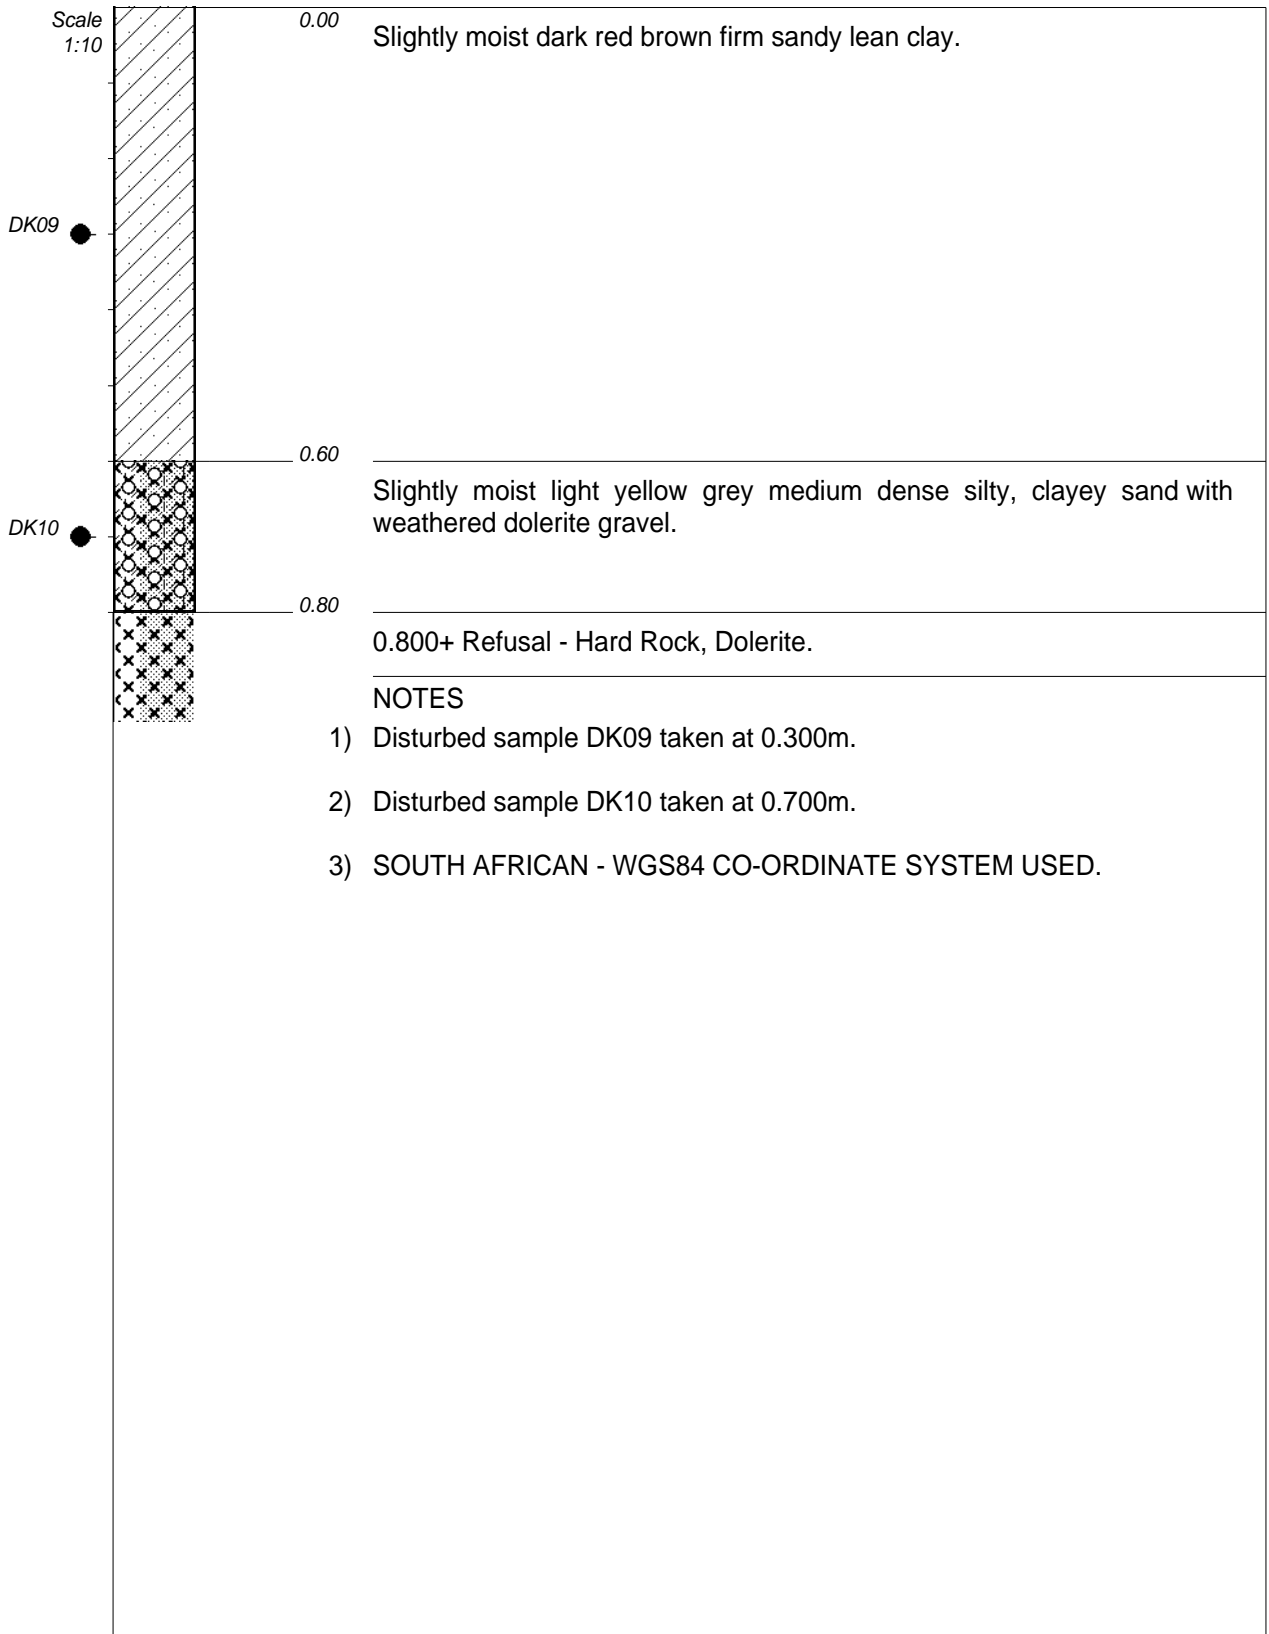 Scale
1:10
0.00
Slightly moist dark red brown firm sandy lean clay.
DK09
0.60
Slightly moist light yellow grey medium dense silty, clayey sand with
weathered dolerite gravel.
DK10
0.80
0.800+ Refusal - Hard Rock, Dolerite.
NOTES
1) Disturbed sample DK09 taken at 0.300m.
2) Disturbed sample DK10 taken at 0.700m.
3) SOUTH AFRICAN - WGS84 CO-ORDINATE SYSTEM USED.